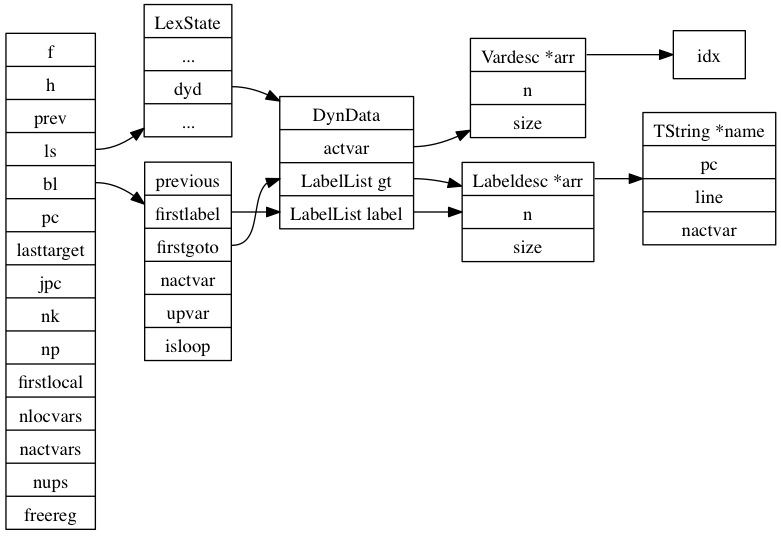 f
h
prev
ls
bl
pc
lasttarget
jpc
nk
np
firstlocal
nlocvars
nactvars
nups
freereg
LexState
...
dyd
...
previous
firstlabel
firstgoto
nactvar
upvar
isloop
DynData
actvar
LabelList gt
LabelList label
Vardesc *arr
n
size
Labeldesc *arr
n
size
idx
TString *name
pc
line
nactvar